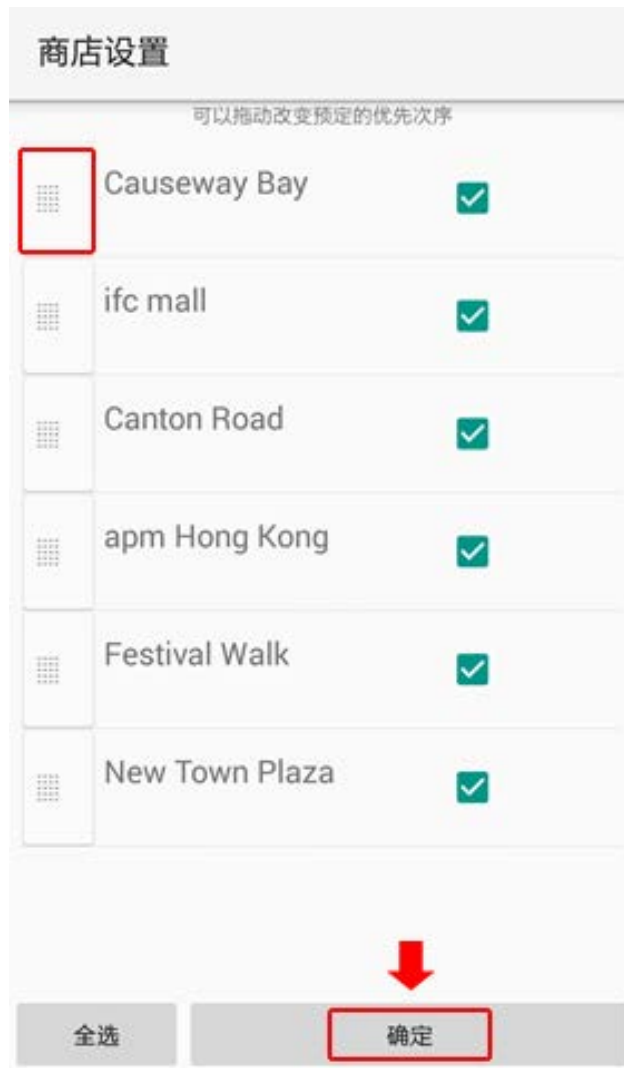 商店设置
可以拖动改变预定的优先次序
Causeway Bay
ifc mall
Canton Road
apm Hong Kong
Festival Walk
New Town Plaza
全选
确定